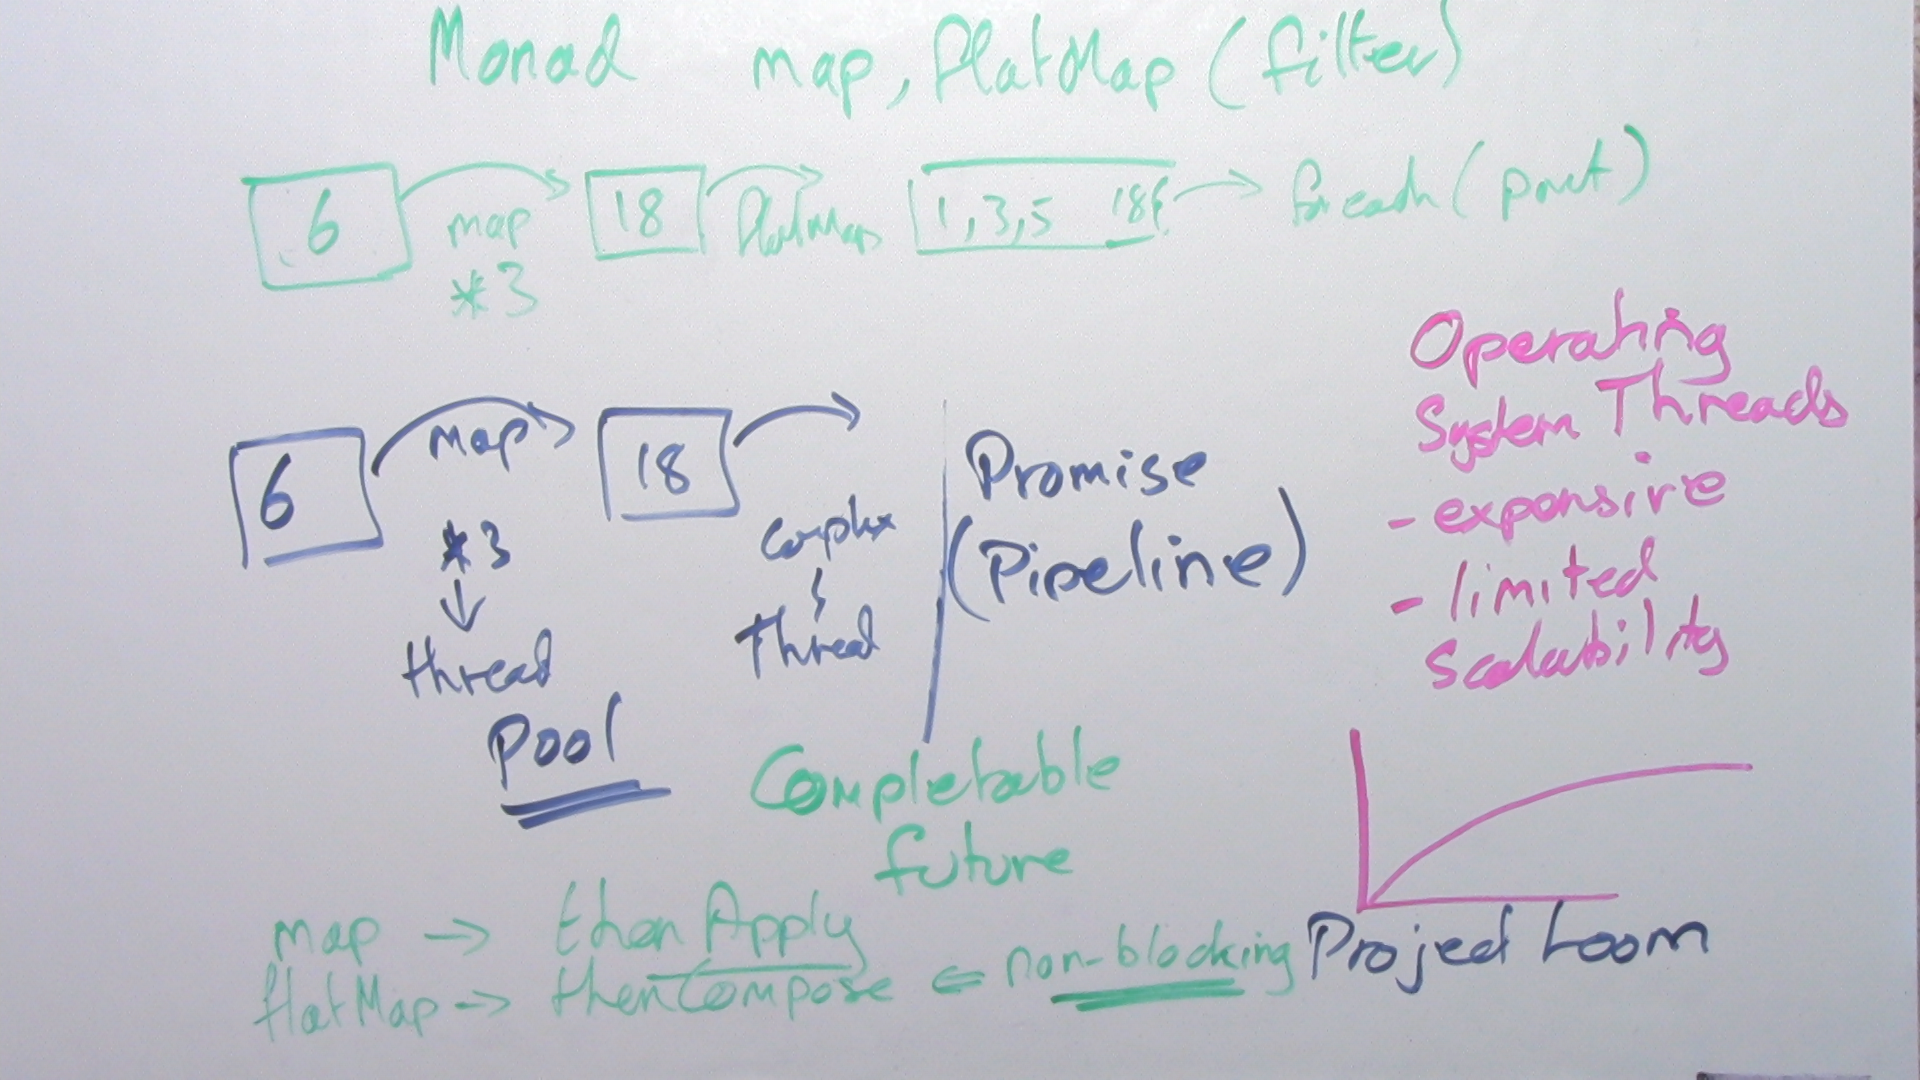 Monad map, flatMap (filter)
6 map *3 18 flatMap 1,3,5 18 foreach (print)
6 map *3 thread Pool
18 Complex Thread
Promise
(Pipeline)
Operating
System Threads
- expensive
- limited
Scalability
Completable
future
map → thenApply
flatMap → thenCompose ⇐ non-blocking
Project Loom